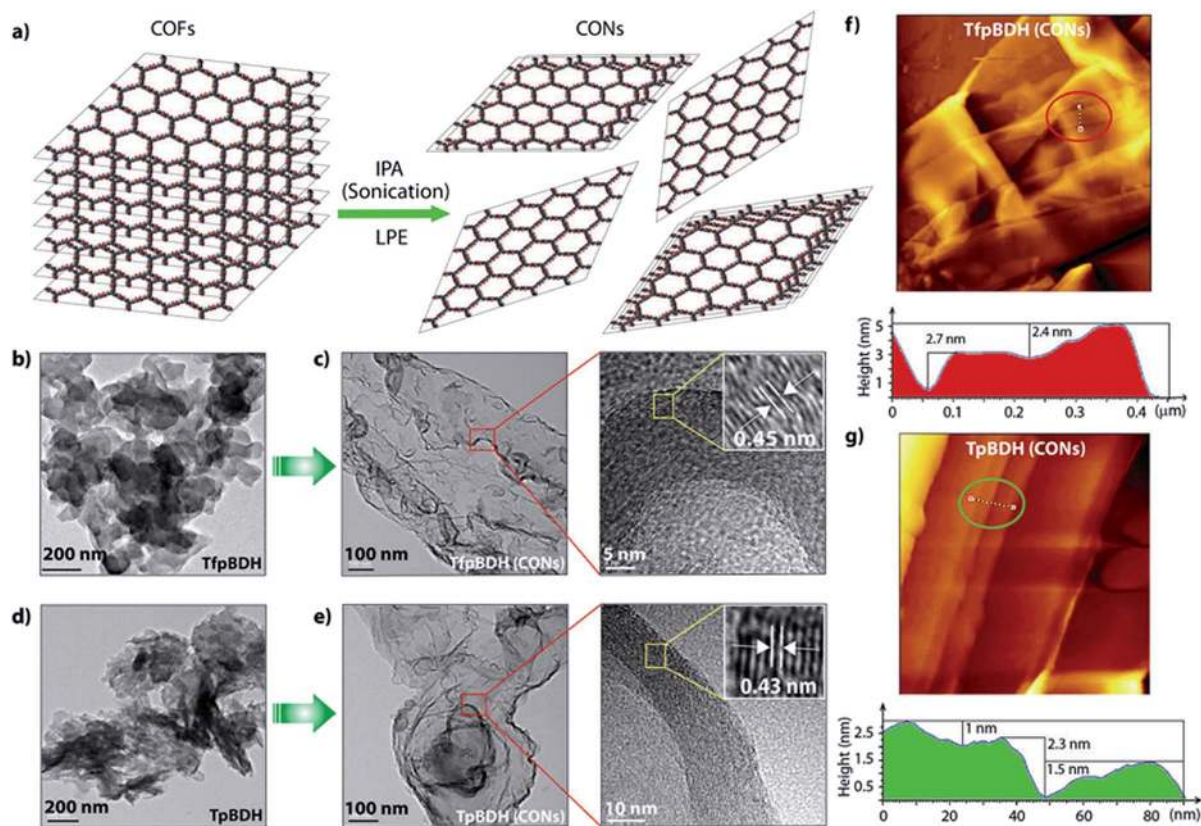 a)
COFs
CONs
IPA
(Sonication)
LPE
b)
200 nm
TfpBDH
c)
100 nm
TfpBDH (CONs)
0.45 nm
5 nm
d)
200 nm
TpBDH
e)
100 nm
TpBDH (CONs)
0.43 nm
10 nm
f)
TfpBDH (CONs)
Height (nm)
5
3
1
2.7 nm
2.4 nm
0 0.1 0.2 0.3 0.4 (μm)
g)
TpBDH (CONs)
Height (nm)
2.5
1.5
0.5
1 nm
2.3 nm
1.5 nm
0 20 40 60 80 (nm)